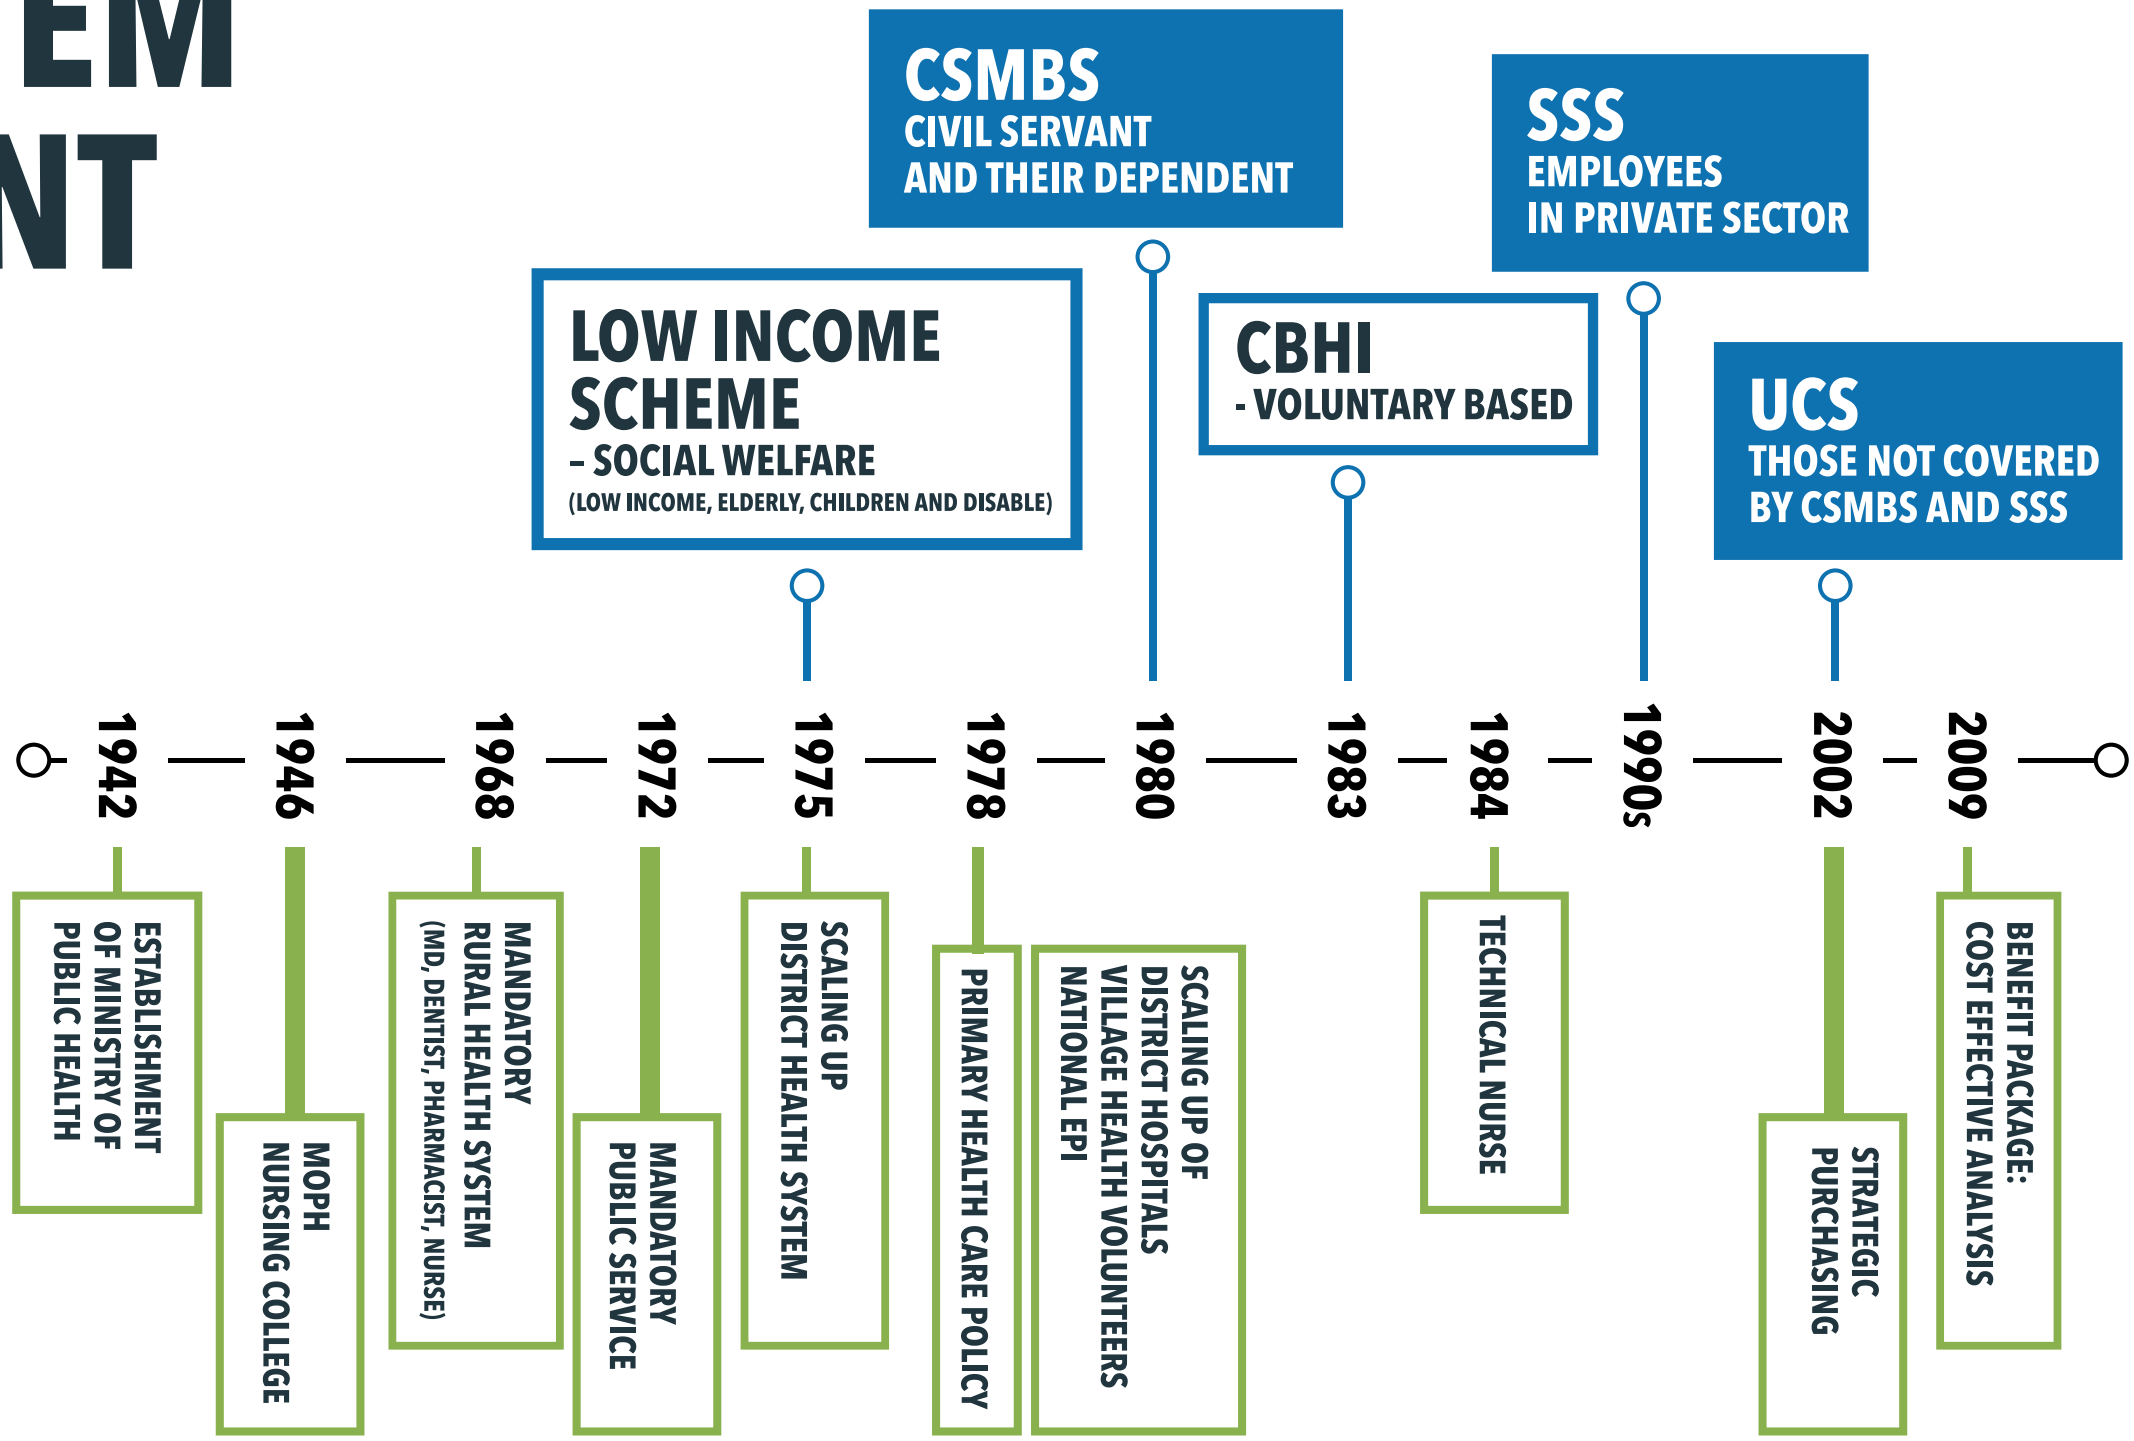 EM
NT
CSMBS
CIVIL SERVANT
AND THEIR DEPENDENT
SSS
EMPLOYEES
IN PRIVATE SECTOR
LOW INCOME
SCHEME
– SOCIAL WELFARE
(LOW INCOME, ELDERLY, CHILDREN AND DISABLE)
CBHI
- VOLUNTARY BASED
UCS
THOSE NOT COVERED
BY CSMBS AND SSS
1942
1946
1968
1972
1975
1978
1980
1983
1984
1990s
2002
2009
ESTABLISHMENT
OF MINISTRY OF
PUBLIC HEALTH
MOPH
NURSING COLLEGE
MANDATORY
RURAL HEALTH SYSTEM
(MD, DENTIST, PHARMACIST, NURSE)
MANDATORY
PUBLIC SERVICE
SCALING UP
DISTRICT HEALTH SYSTEM
PRIMARY HEALTH CARE POLICY
SCALING UP OF
DISTRICT HOSPITALS
VILLAGE HEALTH VOLUNTEERS
NATIONAL EPI
TECHNICAL NURSE
STRATEGIC
PURCHASING
BENEFIT PACKAGE:
COST EFFECTIVE ANALYSIS